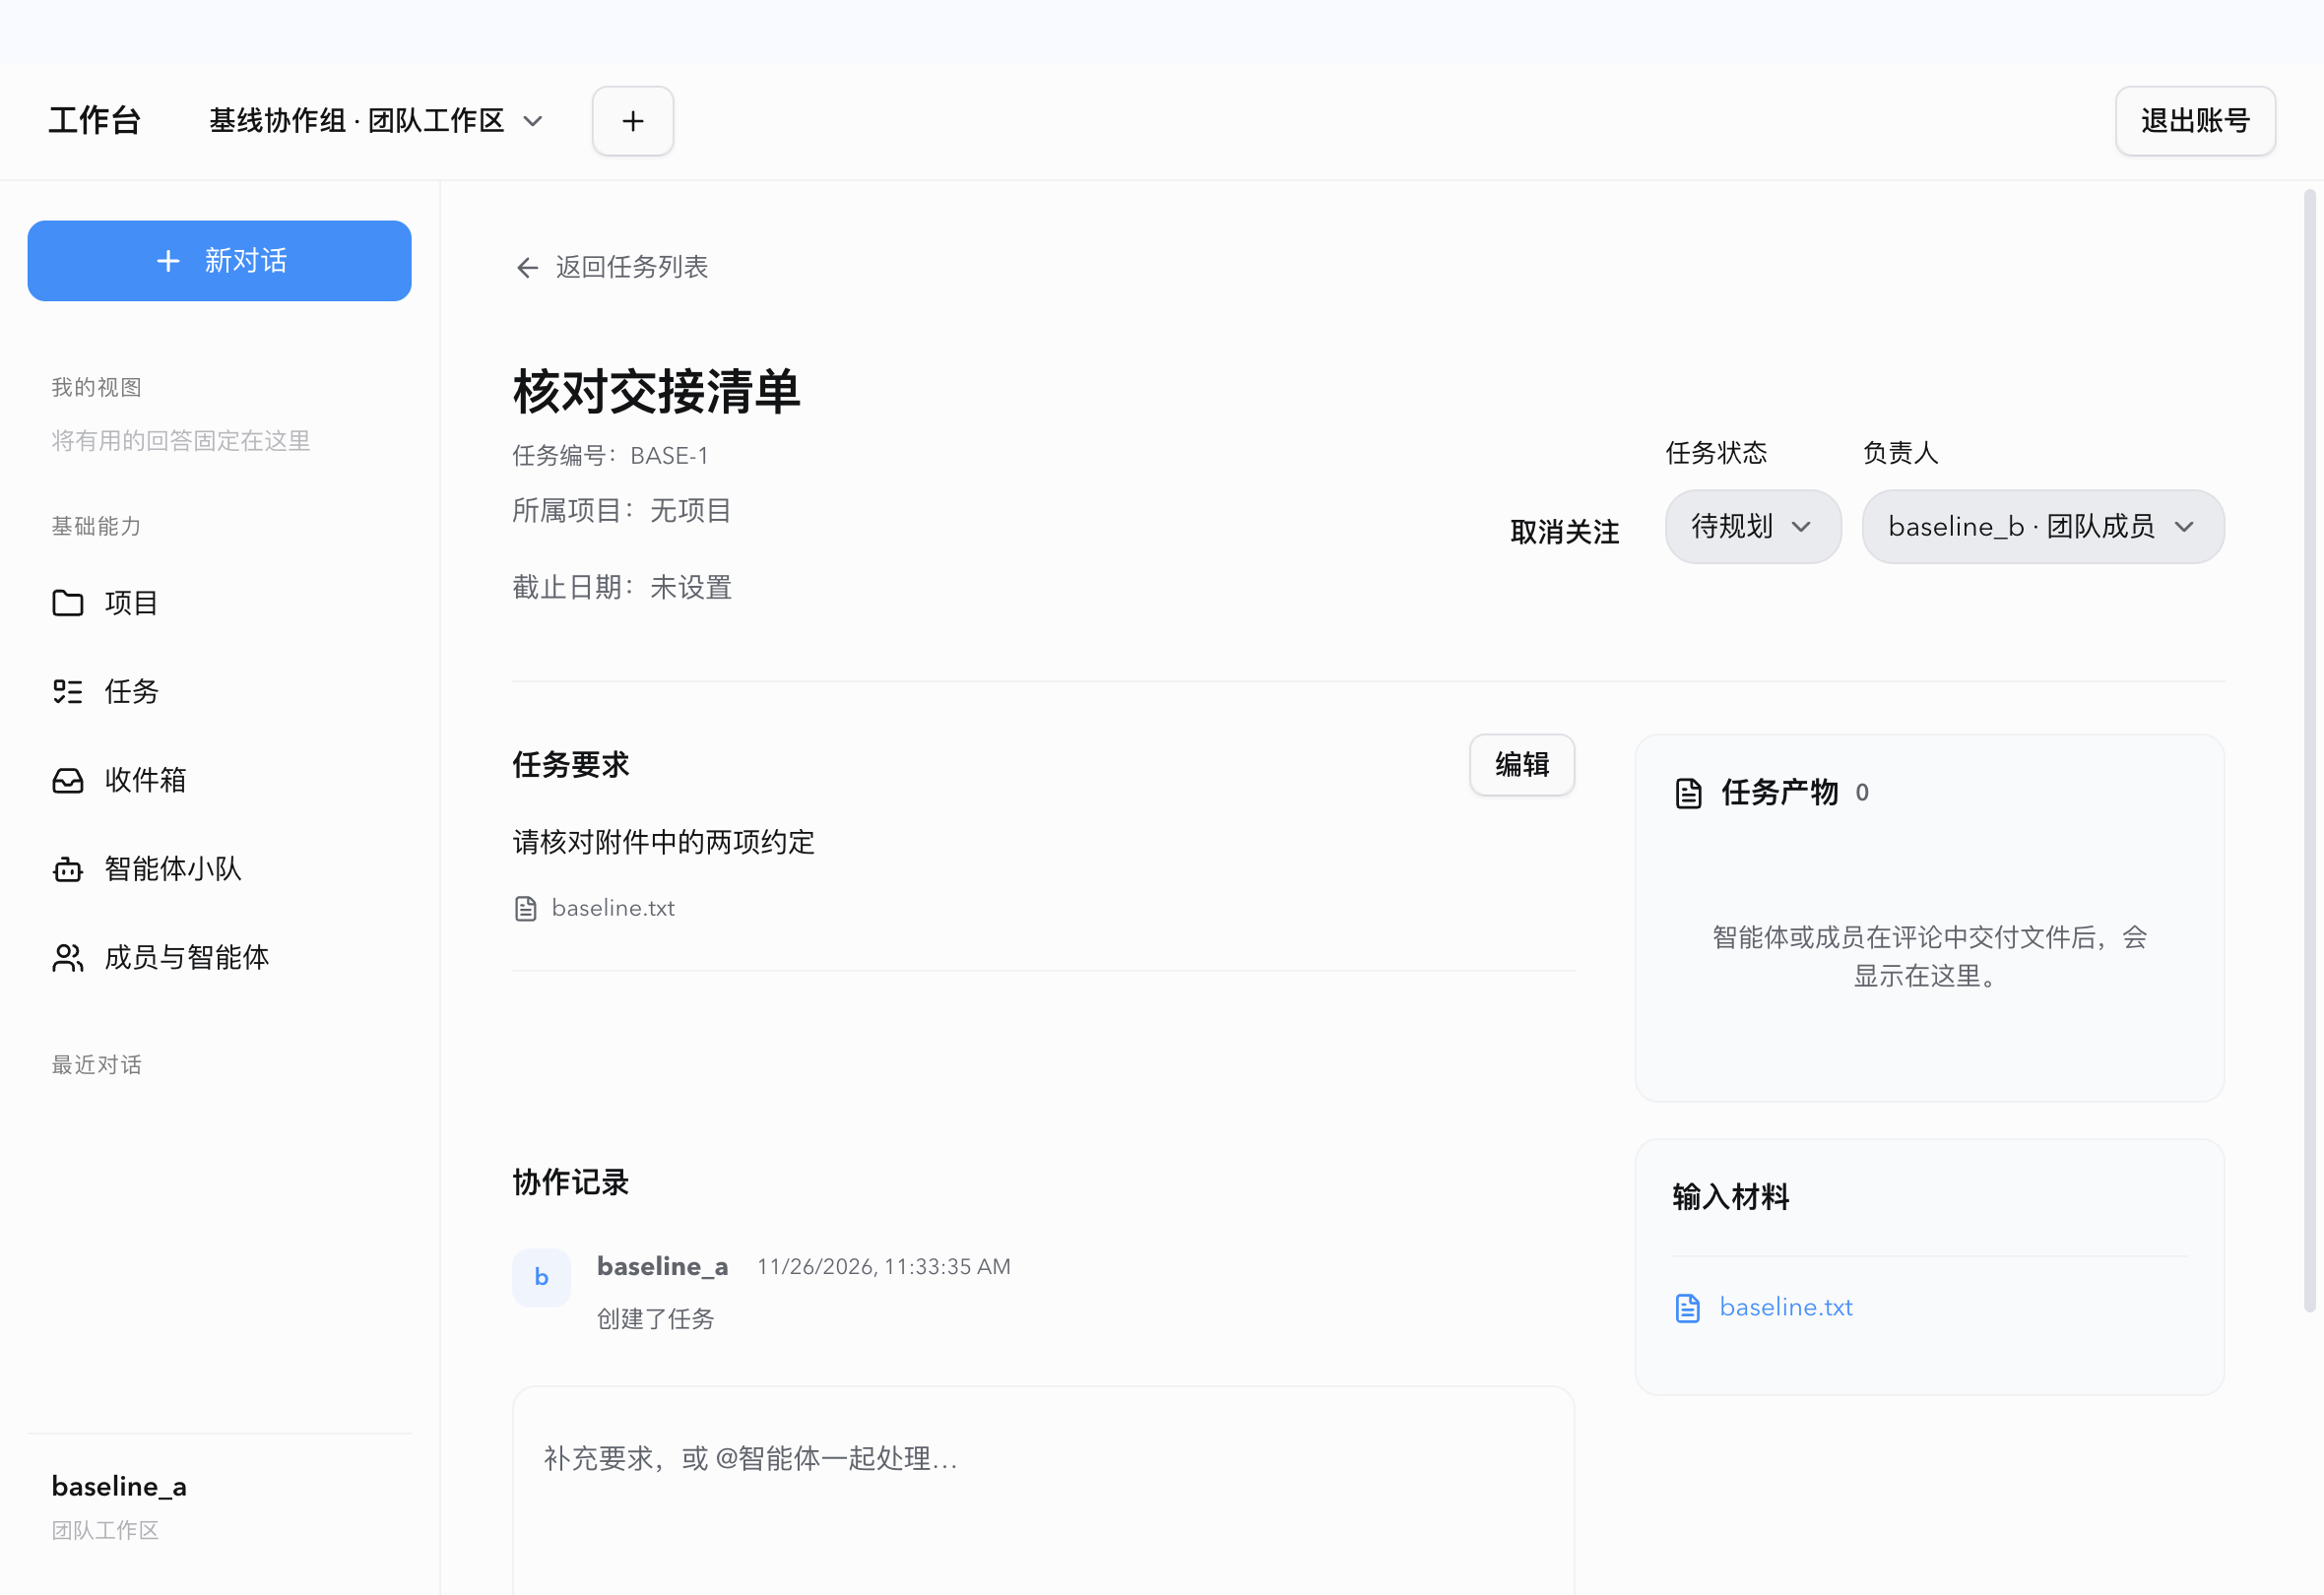 工作台
基线协作组 · 团队工作区
+
退出账号
+ 新对话
我的视图
将有用的回答固定在这里
基础能力
项目
任务
收件箱
智能体小队
成员与智能体
最近对话
baseline_a
团队工作区
返回任务列表
核对交接清单
任务编号：BASE-1
所属项目：无项目
截止日期：未设置
取消关注
任务状态
待规划
负责人
baseline_b · 团队成员
任务要求
编辑
请核对附件中的两项约定
baseline.txt
协作记录
b
baseline_a 11/26/2026, 11:33:35 AM
创建了任务
补充要求，或 @智能体一起处理…
任务产物 0
智能体或成员在评论中交付文件后，会
显示在这里。
输入材料
baseline.txt